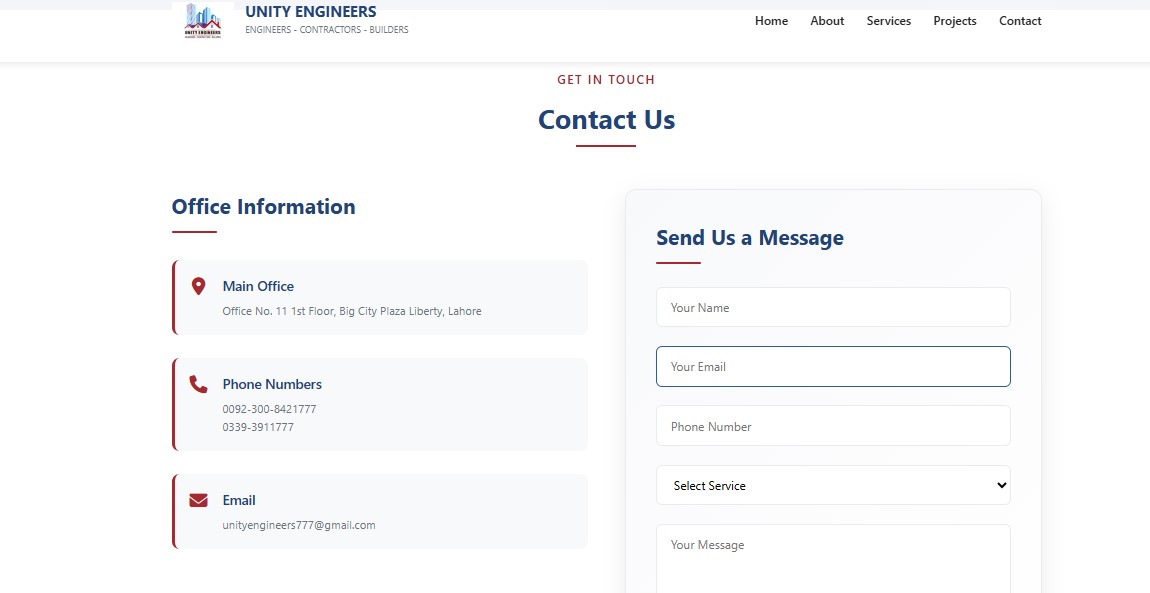 UNITY ENGINEERS
UNITY ENGINEERS
ENGINEERS - CONTRACTORS - BUILDERS
Home
About
Services
Projects
Contact
GET IN TOUCH
Contact Us
Office Information
Main Office
Office No. 11 1st Floor, Big City Plaza Liberty, Lahore
Phone Numbers
0092-300-8421777
0339-3911777
Email
unityengineers777@gmail.com
Send Us a Message
Your Name
Your Email
Phone Number
Select Service
Your Message